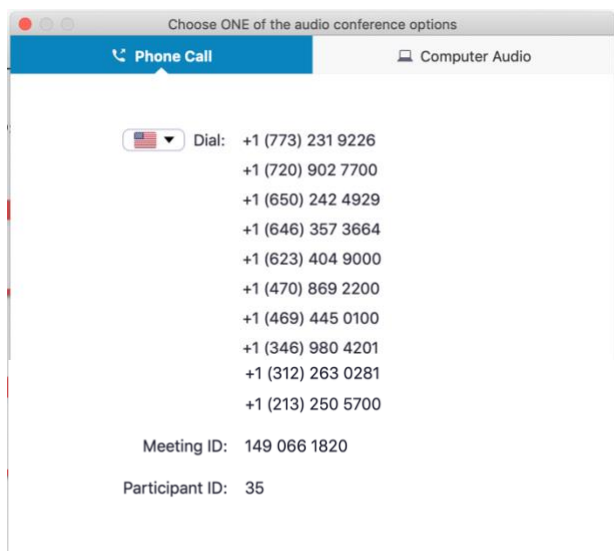 Choose ONE of the audio conference options
Phone Call
Computer Audio
Dial: +1 (773) 231 9226
+1 (720) 902 7700
+1 (650) 242 4929
+1 (646) 357 3664
+1 (623) 404 9000
+1 (470) 869 2200
+1 (469) 445 0100
+1 (346) 980 4201
+1 (312) 263 0281
+1 (213) 250 5700
Meeting ID: 149 066 1820
Participant ID: 35